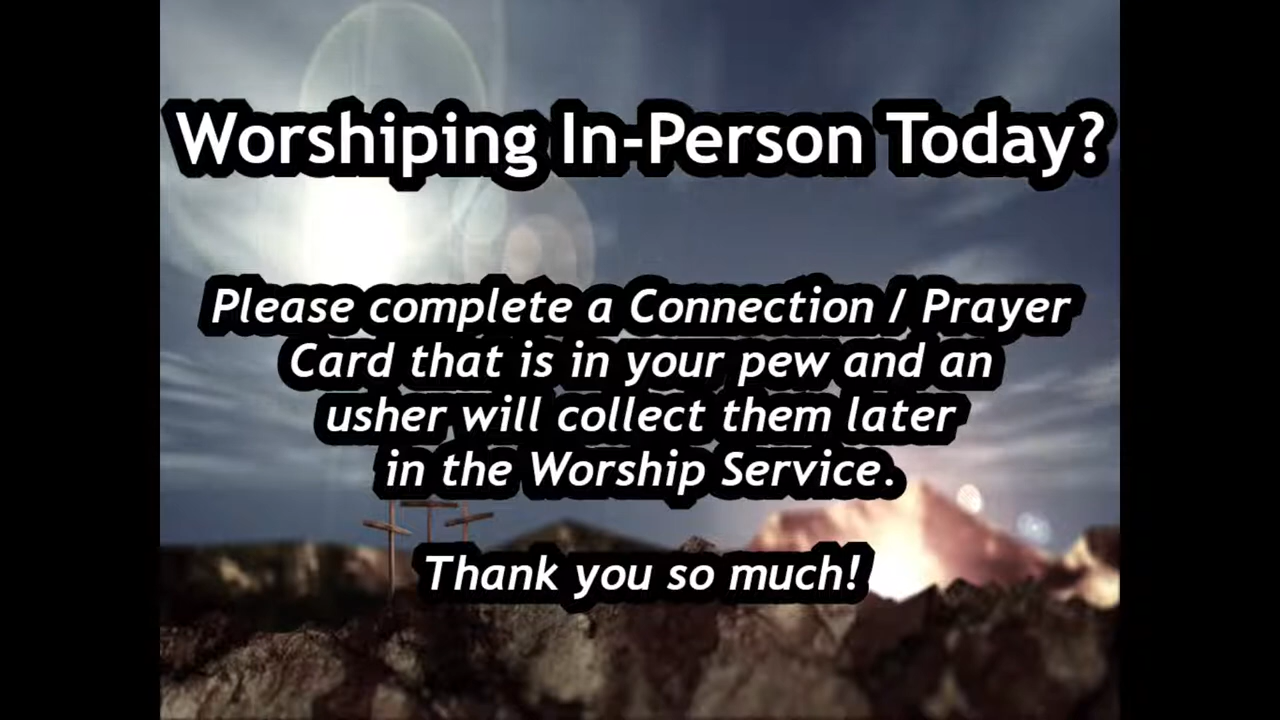 Worshiping In-Person Today?
Please complete a Connection / Prayer
Card that is in your pew and an
usher will collect them later
in the Worship Service.
Thank you so much!